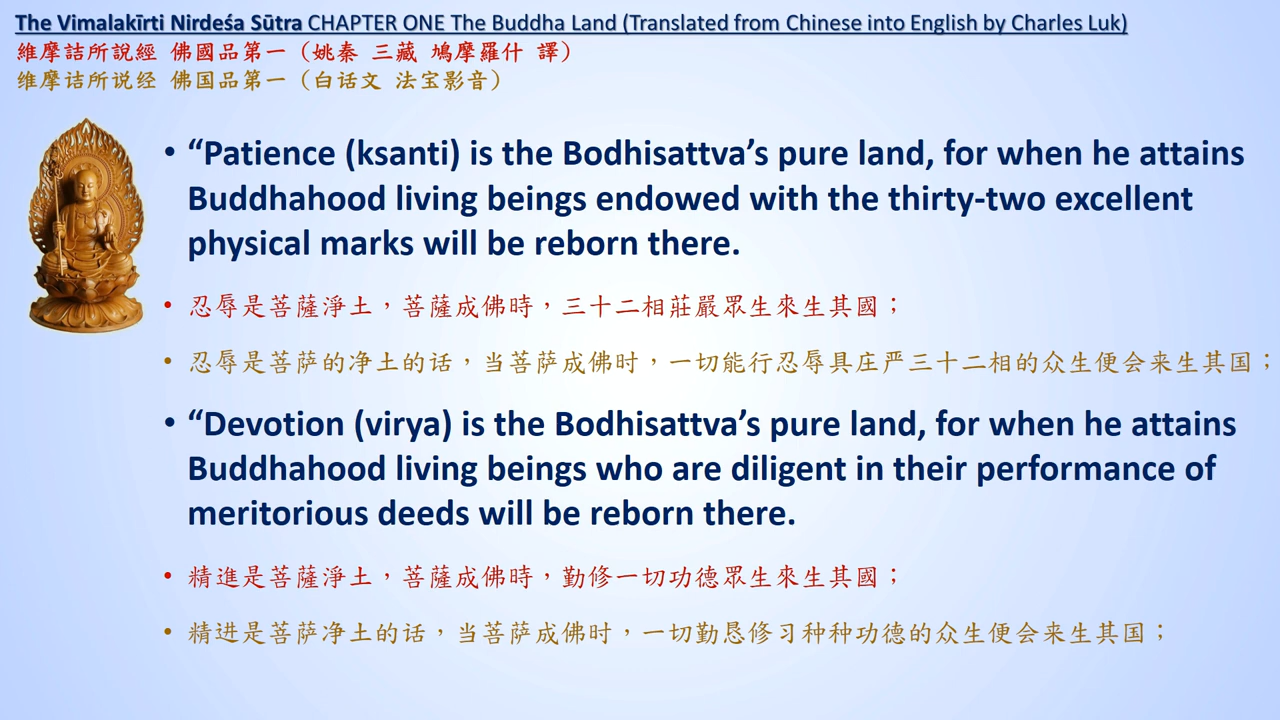 The Vimalakīrti Nirdeśa Sūtra CHAPTER ONE The Buddha Land (Translated from Chinese into English by Charles Luk)
維摩詰所說經 佛國品第一 (姚秦 三藏 鳩摩羅什 譯)
维摩诘所说经 佛国品第一 (白话文 法宝影音)
• “Patience (ksanti) is the Bodhisattva’s pure land, for when he attains
Buddhahood living beings endowed with the thirty-two excellent
physical marks will be reborn there.
• 忍辱是菩薩淨土，菩薩成佛時，三十二相莊嚴眾生來生其國；
• 忍辱是菩萨的净土的话，当菩萨成佛时，一切能行忍辱具庄严三十二相的众生便会来生其国；
• “Devotion (virya) is the Bodhisattva’s pure land, for when he attains
Buddhahood living beings who are diligent in their performance of
meritorious deeds will be reborn there.
• 精進是菩薩淨土，菩薩成佛時，勤修一切功德眾生來生其國；
• 精进是菩萨净土的话，当菩萨成佛时，一切勤恳修习种种功德的众生便会来生其国；